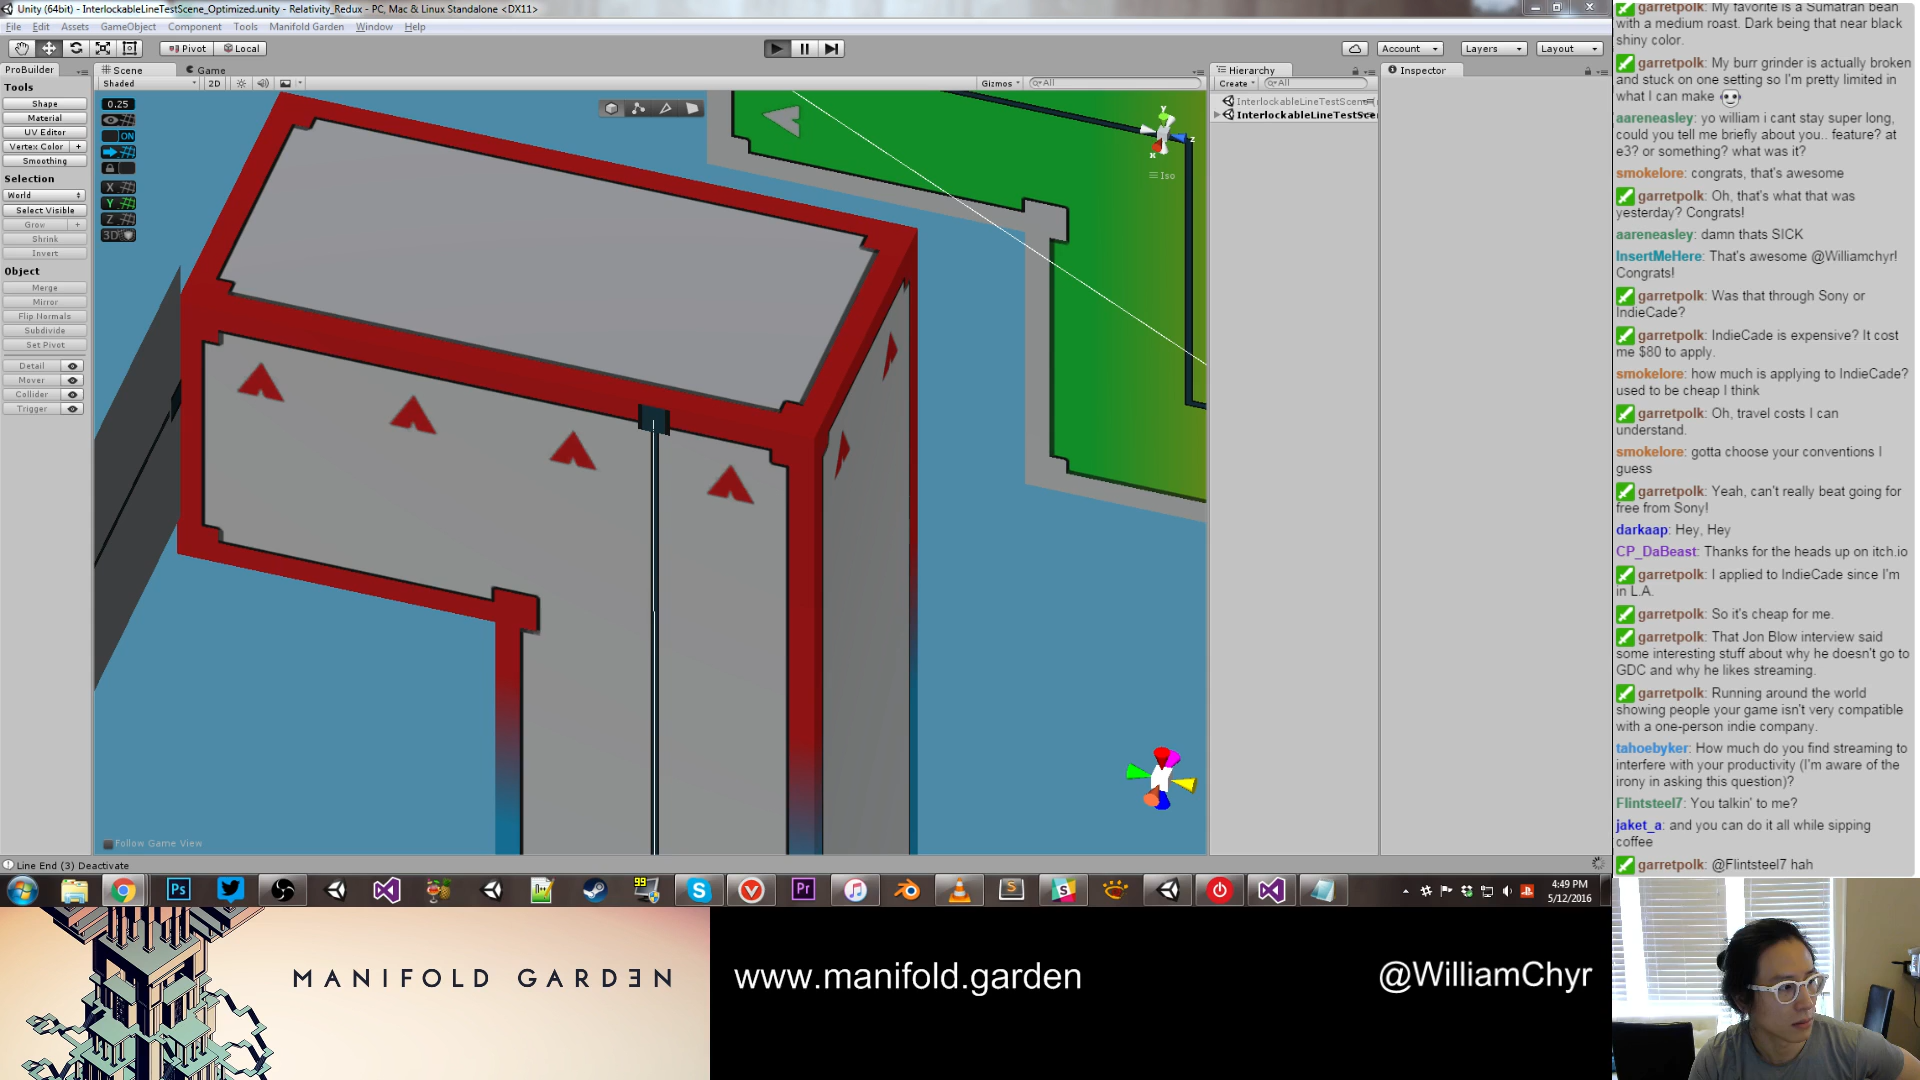 Unity (64bit) - InterlockableLineTestScene_Optimized.unity - Relativity_Redux - PC, Mac & Linux Standalone <DX11>
File Edit Assets GameObject Component Tools Manifold Garden Window Help
Pivot Local Account Layers Layout
ProBuilder
Scene Game
Hierarchy
Inspector
Shaded 2D Gizmos All
Create All
Tools
Shape
Material
UV Editor
Vertex Color +
Smoothing
Selection
World
Select Visible
Grow +
Shrink
Invert
Object
Merge
Mirror
Flip Normals
Subdivide
Set Pivot
Detail
Mover
Collider
Trigger
0.25
ON
X
Y
Z
3D
y
z
x
Iso
InterlockableLineTestScene
InterlockableLineTestSce
Follow Game View
Line End (3) Deactivate
99
4:49 PM
5/12/2016
garretpolk: My favorite is a Sumatran bean
with a medium roast. Dark being that near black
shiny color.
garretpolk: My burr grinder is actually broken
and stuck on one setting so I'm pretty limited in
what I can make
aareneasley: yo william i cant stay super long,
could you tell me briefly about you.. feature? at
e3? or something? what was it?
smokelore: congrats, that's awesome
garretpolk: Oh, that's what that was
yesterday? Congrats!
aareneasley: damn thats SICK
InsertMeHere: That's awesome @Williamchyr!
Congrats!
garretpolk: Was that through Sony or
IndieCade?
garretpolk: IndieCade is expensive? It cost
me $80 to apply.
smokelore: how much is applying to IndieCade?
used to be cheap I think
garretpolk: Oh, travel costs I can
understand.
smokelore: gotta choose your conventions I
guess
garretpolk: Yeah, can't really beat going for
free from Sony!
darkaap: Hey, Hey
CP_DaBeast: Thanks for the heads up on itch.io
garretpolk: I applied to IndieCade since I'm
in L.A.
garretpolk: So it's cheap for me.
garretpolk: That Jon Blow interview said
some interesting stuff about why he doesn't go to
GDC and why he likes streaming.
garretpolk: Running around the world
showing people your game isn't very compatible
with a one-person indie company.
tahoebyker: How much do you find streaming to
interfere with your productivity (I'm aware of the
irony in asking this question)?
Flintsteel7: You talkin' to me?
jaket_a: and you can do it all while sipping
coffee
garretpolk: @Flintsteel7 hah
MANIFOLD GARDƎN
www.manifold.garden
@WilliamChyr